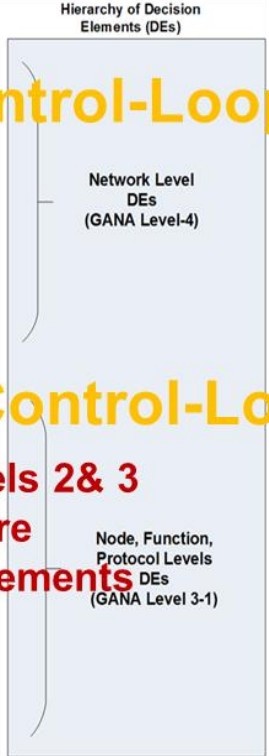 Hierarchy of Decision
Elements (DEs)
ntrol-Loop
Network Level
DEs
(GANA Level-4)
Control-Lo
els 2& 3
re
Node, Function,
Protocol Levels
ements
DEs
(GANA Level 3-1)